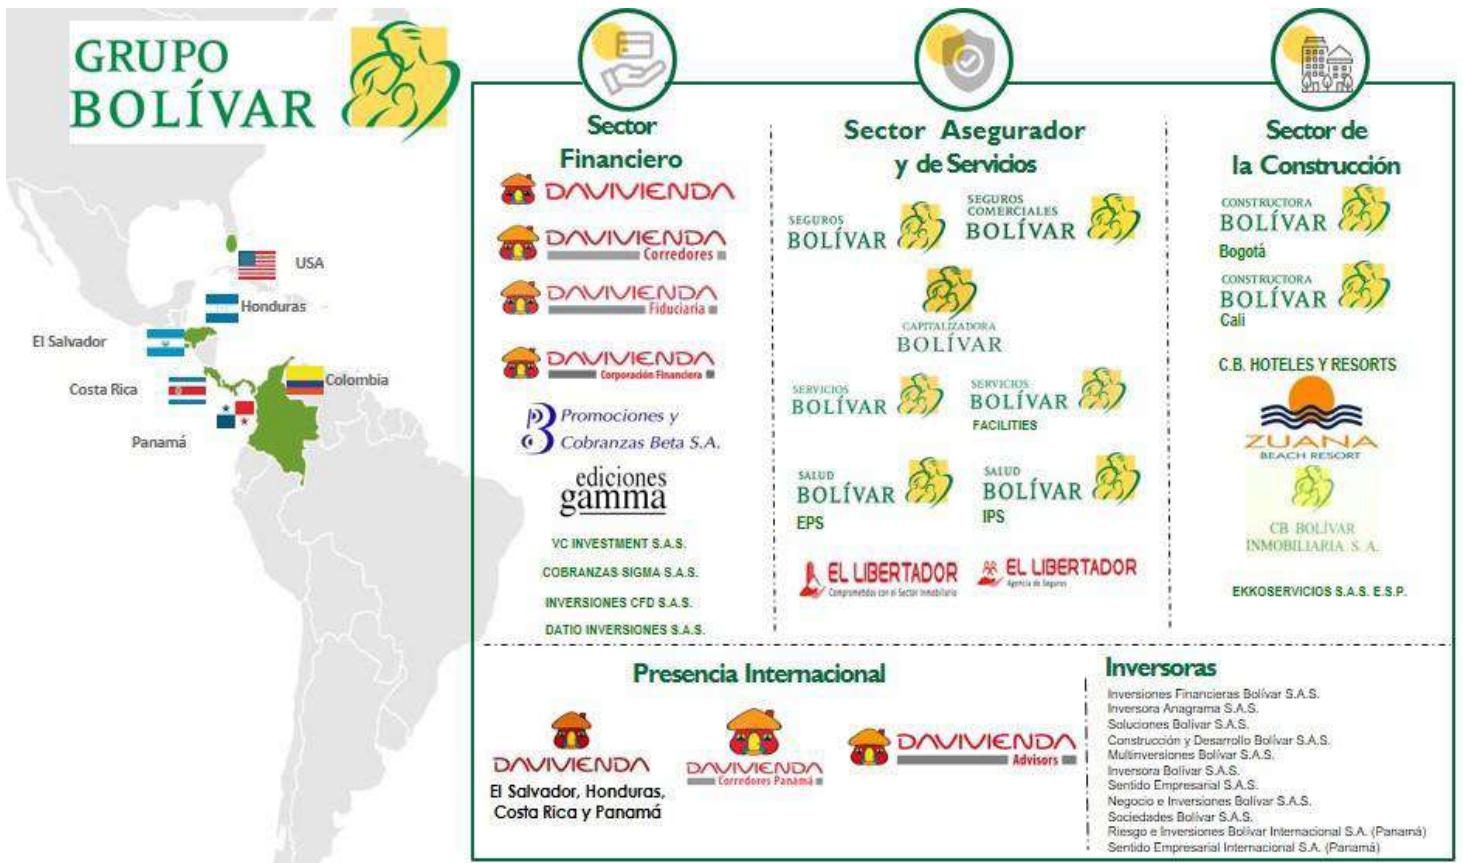 GRUPO
BOLÍVAR
USA
Honduras
El Salvador
Costa Rica
Colombia
Panamá
Sector
Financiero
DAVIVIENDA
DAVIVIENDA
Corredores
DAVIVIENDA
Fiduciaria
DAVIVIENDA
Corporación Financiera
Promociones y
Cobranzas Beta S.A.
ediciones
gamma
VC INVESTMENT S.A.S.
COBRANZAS SIGMA S.A.S.
INVERSIONES CFD S.A.S.
DATIO INVERSIONES S.A.S.
Sector Asegurador
y de Servicios
SEGUROS
BOLÍVAR
SEGUROS
COMERCIALES
BOLÍVAR
CAPITALIZADORA
BOLÍVAR
SERVICIOS
BOLÍVAR
SERVICIOS
BOLÍVAR
FACILITIES
SALUD
BOLÍVAR
EPS
SALUD
BOLÍVAR
IPS
EL LIBERTADOR
Comprometidos con el Sector Inmobiliario
EL LIBERTADOR
Agencia de Seguros
Sector de
la Construcción
CONSTRUCTORA
BOLÍVAR
Bogotá
CONSTRUCTORA
BOLÍVAR
Cali
C.B. HOTELES Y RESORTS
ZUANA
BEACH RESORT
CB BOLÍVAR
INMOBILIARIA S. A.
EKKOSERVICIOS S.A.S. E.S.P.
Presencia Internacional
DAVIVIENDA
El Salvador, Honduras,
Costa Rica y Panamá
DAVIVIENDA
Corredores Panamá
DAVIVIENDA
Advisors
Inversoras
Inversiones Financieras Bolívar S.A.S.
Inversora Anagrama S.A.S.
Soluciones Bolívar S.A.S.
Construcción y Desarrollo Bolívar S.A.S.
Multinversiones Bolívar S.A.S.
Inversora Bolívar S.A.S.
Sentido Empresarial S.A.S.
Negocio e Inversiones Bolívar S.A.S.
Sociedades Bolívar S.A.S.
Riesgo e Inversiones Bolívar Internacional S.A. (Panamá)
Sentido Empresarial Internacional S.A. (Panamá)